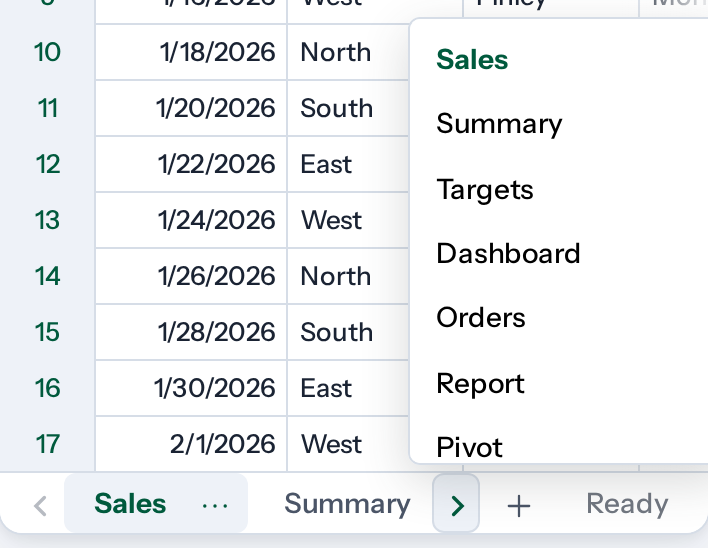 10 1/18/2026 North
11 1/20/2026 South
12 1/22/2026 East
13 1/24/2026 West
14 1/26/2026 North
15 1/28/2026 South
16 1/30/2026 East
17 2/1/2026 West
Sales
Summary
Targets
Dashboard
Orders
Report
Pivot
Sales ··· Summary + Ready